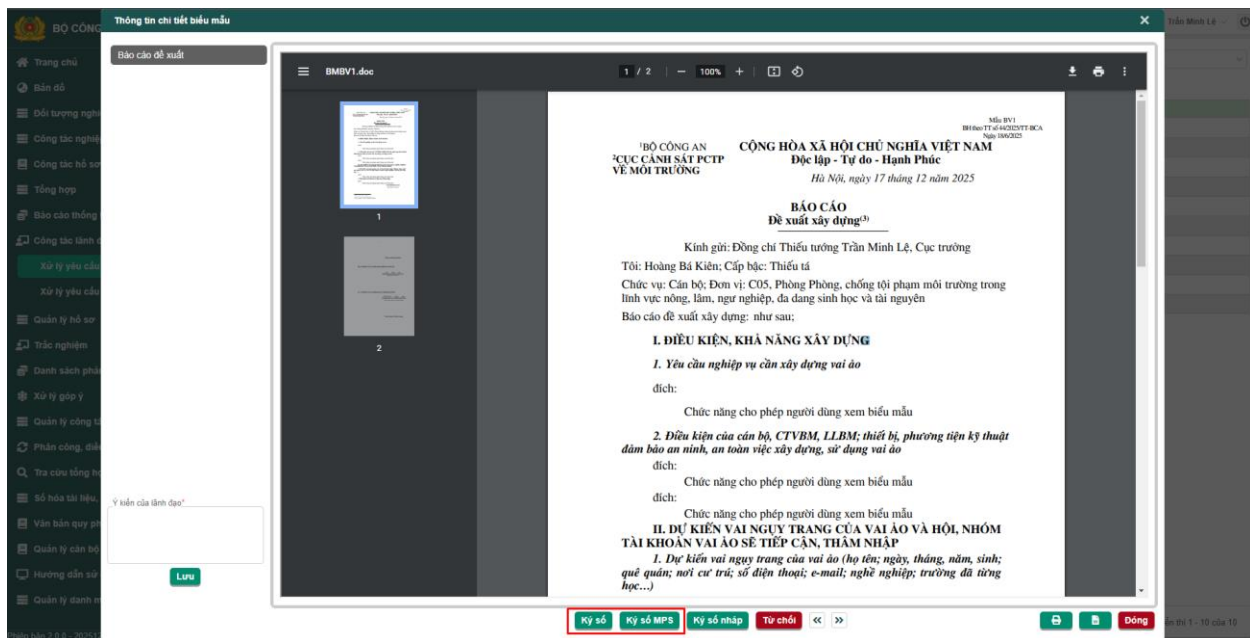 BỘ CÔNG
Thông tin chi tiết biểu mẫu
Trần Minh Lê
Trang chủ
Bản đồ
Đối tượng nghi
Công tác nghiệ
Công tác hồ sơ
Tổng hợp
Báo cáo thống
Công tác lãnh đ
Xử lý yêu cầu
Xử lý yêu cầu
Quản lý hồ sơ
Trắc nghiệm
Danh sách phâ
Xử lý góp ý
Quản lý công tá
Phân công, điề
Tra cứu tổng h
Số hóa tài liệu,
Văn bản quy ph
Quản lý cán bộ
Hướng dẫn sử
Quản lý danh m
Báo cáo đề xuất
Ý kiến của lãnh đạo*
Lưu
BMBV1.doc
1 / 2
100%
1
2
Mẫu BV1
BH theo TT số 44/2025/TT-BCA
Ngày 18/6/2025
¹BỘ CÔNG AN
²CỤC CẢNH SÁT PCTP
VỀ MÔI TRƯỜNG
CỘNG HÒA XÃ HỘI CHỦ NGHĨA VIỆT NAM
Độc lập - Tự do - Hạnh Phúc
Hà Nội, ngày 17 tháng 12 năm 2025
BÁO CÁO
Đề xuất xây dựng⁽³⁾
Kính gửi: Đồng chí Thiếu tướng Trần Minh Lệ, Cục trưởng
Tôi: Hoàng Bá Kiên; Cấp bậc: Thiếu tá
Chức vụ: Cán bộ; Đơn vị: C05, Phòng Phòng, chống tội phạm môi trường trong
lĩnh vực nông, lâm, ngư nghiệp, đa dang sinh học và tài nguyên
Báo cáo đề xuất xây dựng: như sau;
I. ĐIỀU KIỆN, KHẢ NĂNG XÂY DỰNG
1. Yêu cầu nghiệp vụ cần xây dựng vai ảo
đích:
Chức năng cho phép người dùng xem biểu mẫu
2. Điều kiện của cán bộ, CTVBM, LLBM; thiết bị, phương tiện kỹ thuật
đảm bảo an ninh, an toàn việc xây dựng, sử dụng vai ảo
đích:
Chức năng cho phép người dùng xem biểu mẫu
đích:
Chức năng cho phép người dùng xem biểu mẫu
II. DỰ KIẾN VAI NGỤY TRANG CỦA VAI ẢO VÀ HỘI, NHÓM
TÀI KHOẢN VAI ẢO SẼ TIẾP CẬN, THÂM NHẬP
1. Dự kiến vai ngụy trang của vai ảo (họ tên; ngày, tháng, năm, sinh;
quê quán; nơi cư trú; số điện thoại; e-mail; nghề nghiệp; trường đã từng
học…)
Ký số
Ký số MPS
Ký số nháp
Từ chối
Đóng
ển thị 1 - 10 của 10